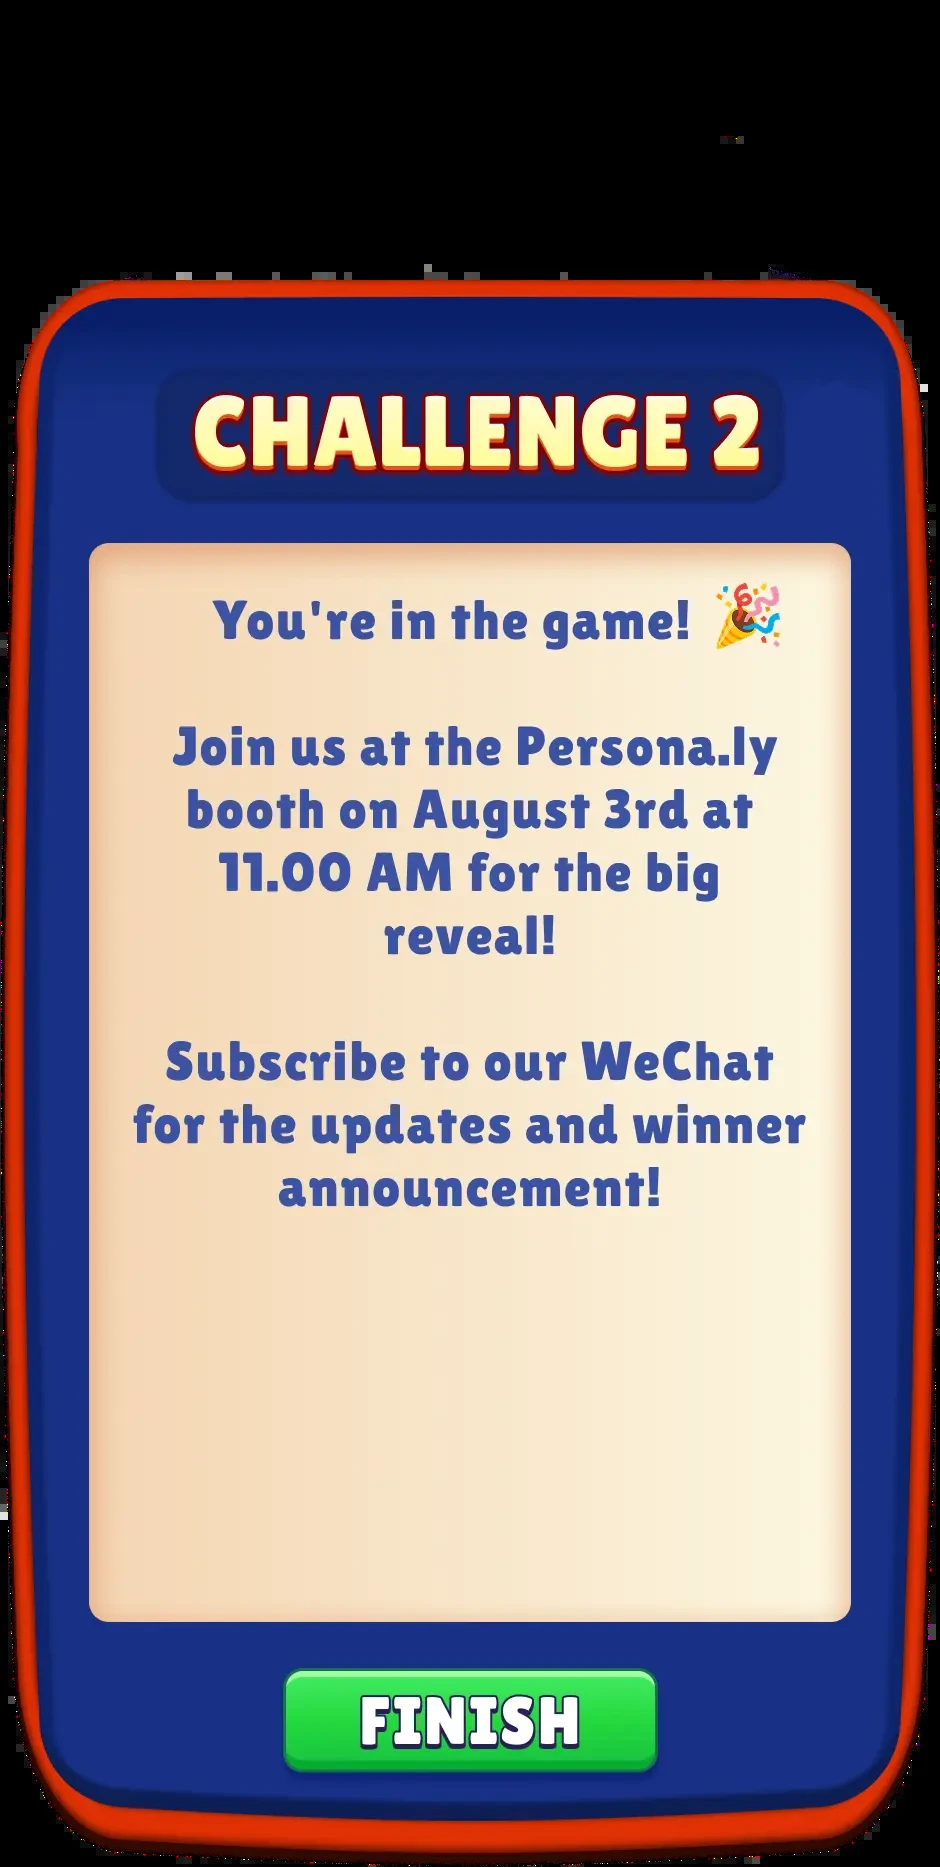 CHALLENGE 2
You're in the game! 🎉
Join us at the Persona.ly
booth on August 3rd at
11.00 AM for the big
reveal!
Subscribe to our WeChat
for the updates and winner
announcement!
FINISH